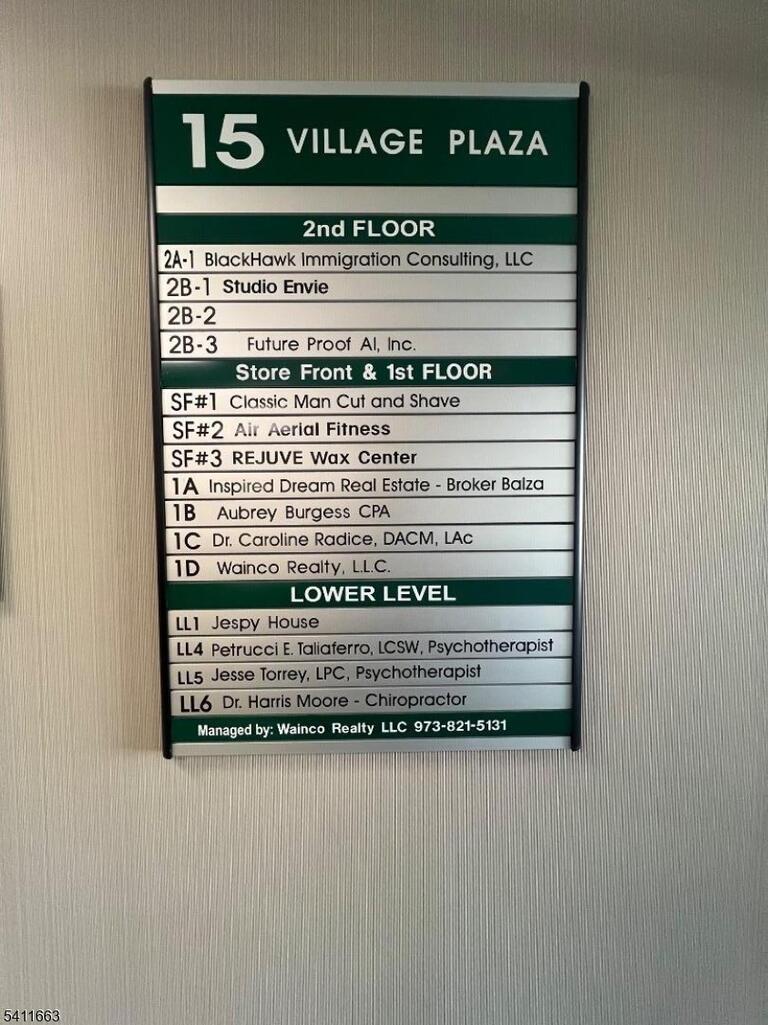 15 VILLAGE PLAZA
2nd FLOOR
2A-1 BlackHawk Immigration Consulting, LLC
2B-1 Studio Envie
2B-2
2B-3 Future Proof AI, Inc.
Store Front & 1st FLOOR
SF#1 Classic Man Cut and Shave
SF#2 Air Aerial Fitness
SF#3 REJUVE Wax Center
1A Inspired Dream Real Estate - Broker Balza
1B Aubrey Burgess CPA
1C Dr. Caroline Radice, DACM, LAc
1D Wainco Realty, L.L.C.
LOWER LEVEL
LL1 Jespy House
LL4 Petrucci E. Taliaferro, LCSW, Psychotherapist
LL5 Jesse Torrey, LPC, Psychotherapist
LL6 Dr. Harris Moore - Chiropractor
Managed by: Wainco Realty LLC 973-821-5131
5411663